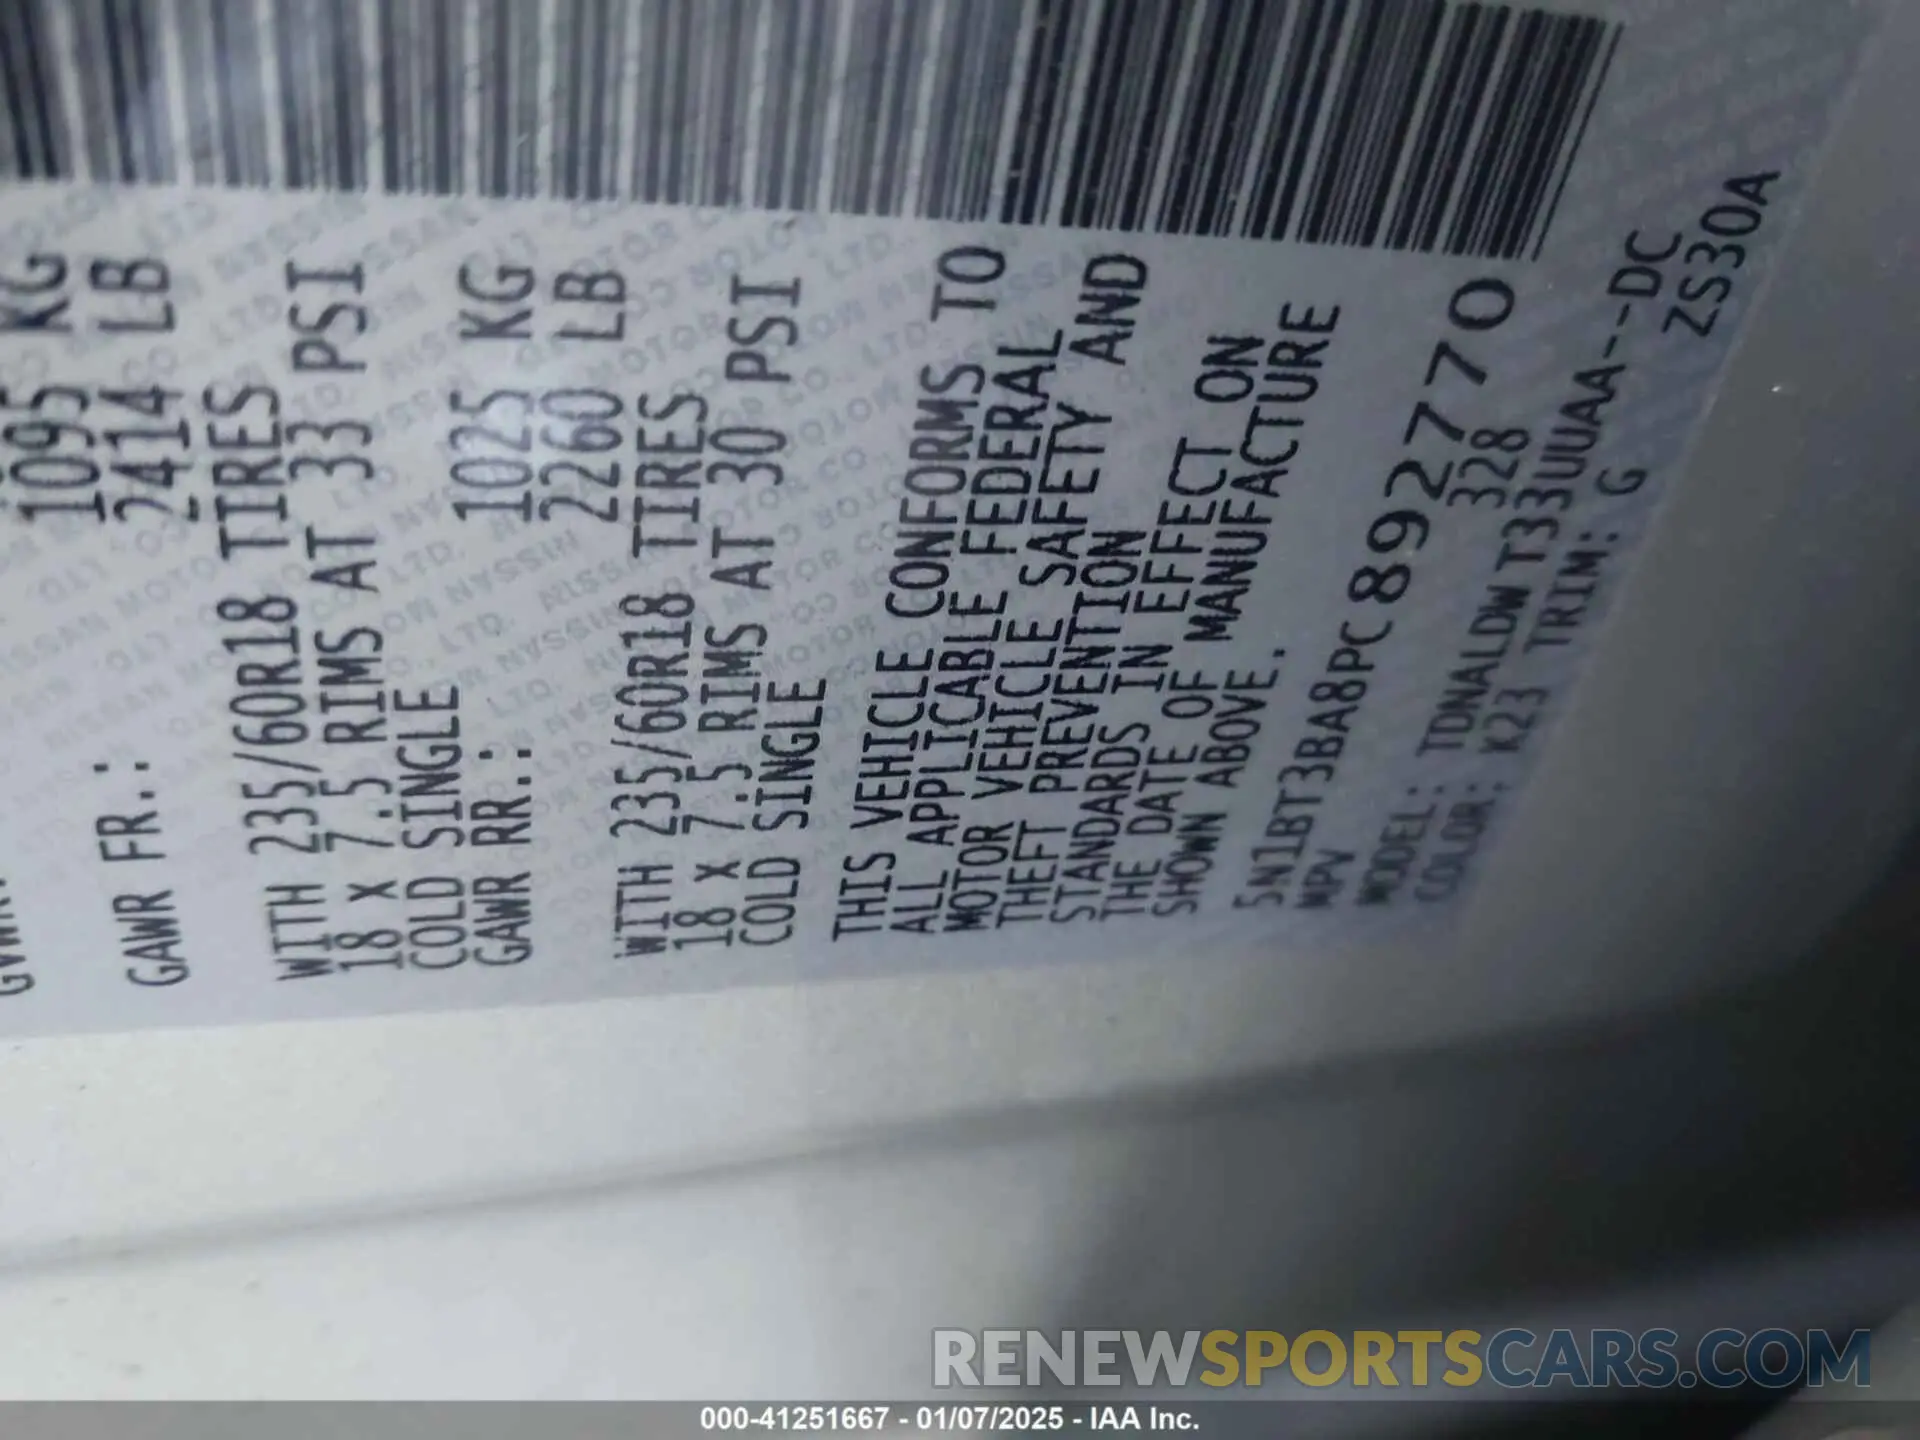 1095 KG
GAWR FR.: 2414 LB
WITH 235/60R18 TIRES
18 X 7.5 RIMS AT 33 PSI
COLD SINGLE
GAWR RR.: 1025 KG
2260 LB
WITH 235/60R18 TIRES
18 X 7.5 RIMS AT 30 PSI
COLD SINGLE
THIS VEHICLE CONFORMS TO
ALL APPLICABLE FEDERAL
MOTOR VEHICLE SAFETY AND
THEFT PREVENTION
STANDARDS IN EFFECT ON
THE DATE OF MANUFACTURE
SHOWN ABOVE.
5N1BT3BA8PC892770
MPV 328
328
MODEL: TDNALDWT33UUAA---DC
COLOR: K23 TRIM: G ZS30A
RENEWSPORTSCARS.COM
000-41251667 - 01/07/2025 - IAA Inc.